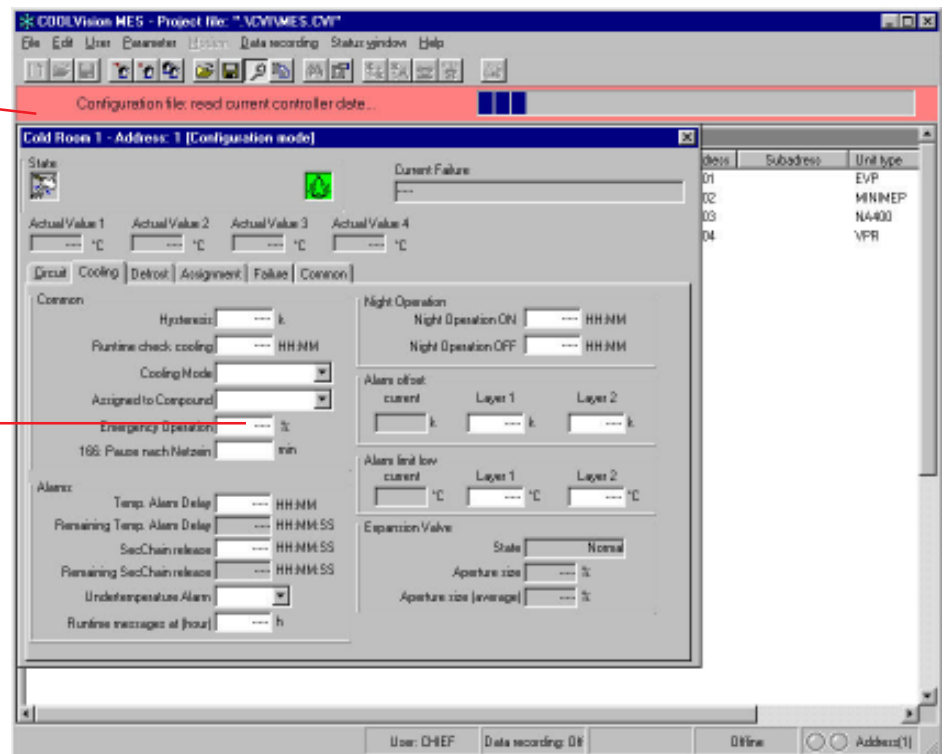 COOLVision MES - Project file: ".\CVI\MES.CVI"
File Edit User Parameter Motion Data recording Status window Help
Configuration file: read current controller date...
Cold Room 1 - Address: 1 (Configuration mode)
State
Current Failure
----
dress Subadress Unit type
01 EVP
02 MINIMEP
03 NA400
04 VPR
Actual Value 1 Actual Value 2 Actual Value 3 Actual Value 4
---- °C ---- °C ---- °C ---- °C
Circuit Cooling Defrost Assignment Failure Common
Common
Hysteresis ---- k
Runtime check cooling ---- HH:MM
Cooling Mode
Assigned to Compound
Emergency Operation ---- %
166: Pause nach Netzein min
Alarms
Temp. Alarm Delay ---- HH:MM
Remaining Temp. Alarm Delay ---- HH:MM:SS
SecChain release ---- HH:MM:SS
Remaining SecChain release ---- HH:MM:SS
Undertemperature Alarm
Runtime messages at (hour) ---- h
Night Operation
Night Operation ON ---- HH:MM
Night Operation OFF ---- HH:MM
Alarm offset
current Layer 1 Layer 2
k ---- k ---- k
Alarm limit low
current Layer 1 Layer 2
°C ---- °C ---- °C
Expansion Valve
State Normal
Aperture size ---- %
Aperture size (average) ---- %
User: CHIEF Data recording: Off Offline Address(1)